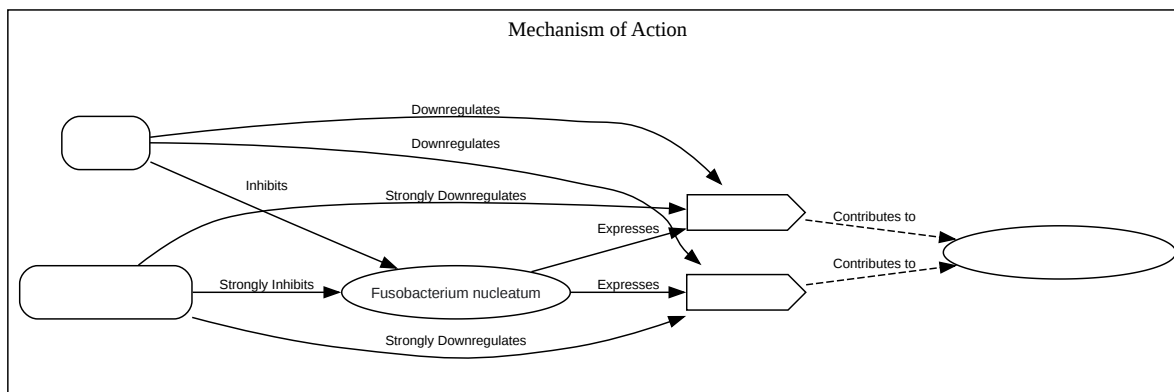 Mechanism of Action
Downregulates
Downregulates
Inhibits
Strongly Downregulates
Contributes to
Expresses
Contributes to
Strongly Inhibits
Fusobacterium nucleatum
Expresses
Strongly Downregulates